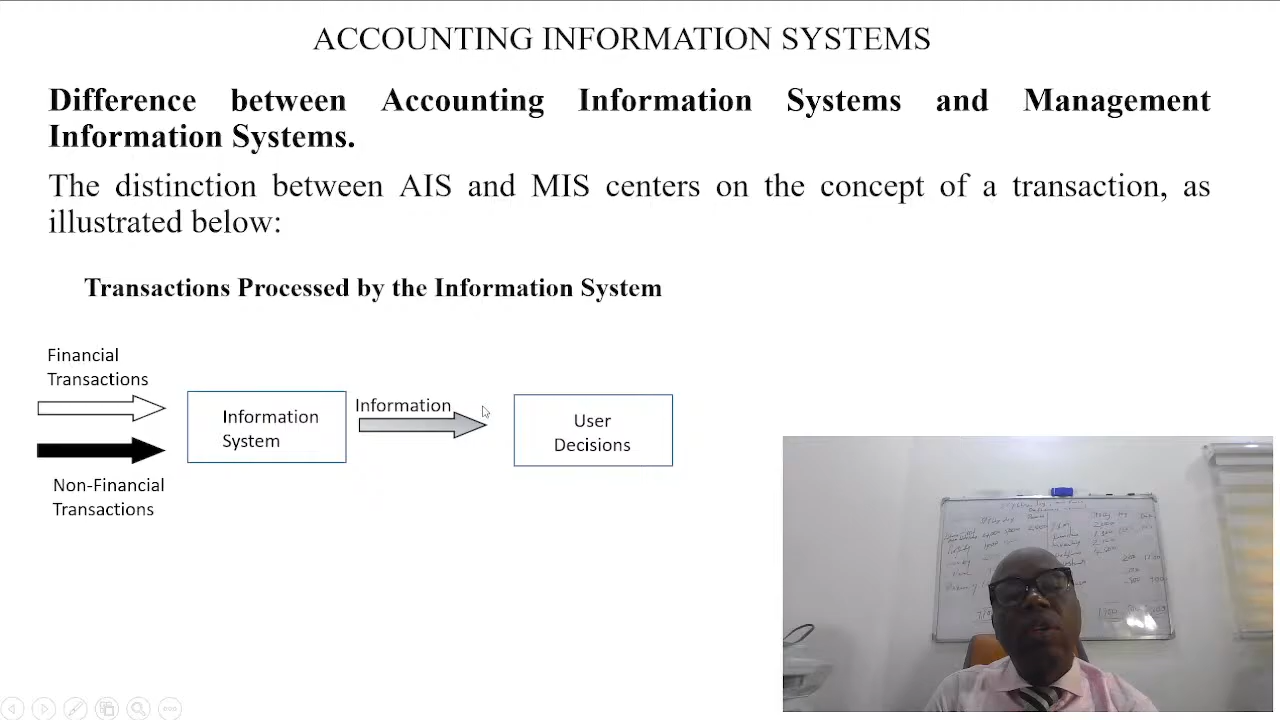 ACCOUNTING INFORMATION SYSTEMS
Difference between Accounting Information Systems and Management
Information Systems.
The distinction between AIS and MIS centers on the concept of a transaction, as
illustrated below:
Transactions Processed by the Information System
Financial
Transactions
Information
System
Information
User
Decisions
Non-Financial
Transactions